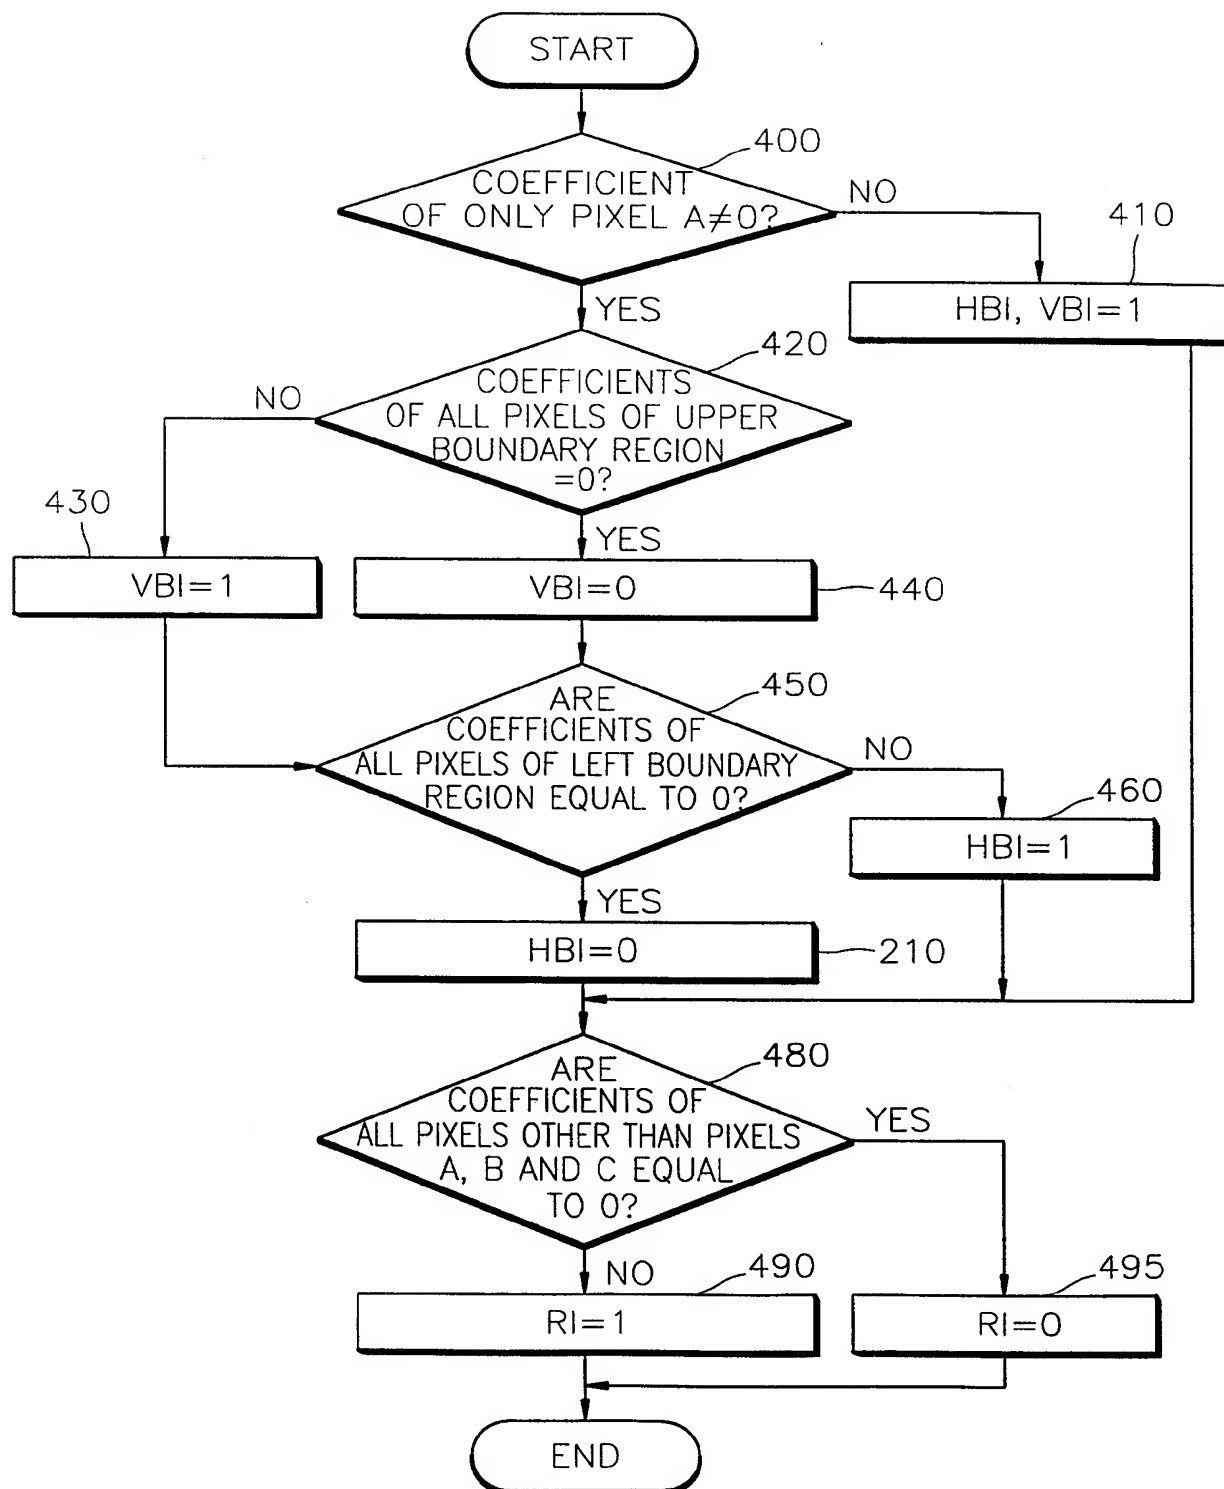 START
400
COEFFICIENT
OF ONLY PIXEL A≠0?
NO
410
HBI, VBI=1
YES
420
COEFFICIENTS
OF ALL PIXELS OF UPPER
BOUNDARY REGION
=0?
NO
430
VBI=1
YES
VBI=0
440
450
ARE
COEFFICIENTS OF
ALL PIXELS OF LEFT BOUNDARY
REGION EQUAL TO 0?
NO
460
HBI=1
YES
HBI=0
210
480
ARE
COEFFICIENTS OF
ALL PIXELS OTHER THAN PIXELS
A, B AND C EQUAL
TO 0?
YES
NO
490
RI=1
495
RI=0
END